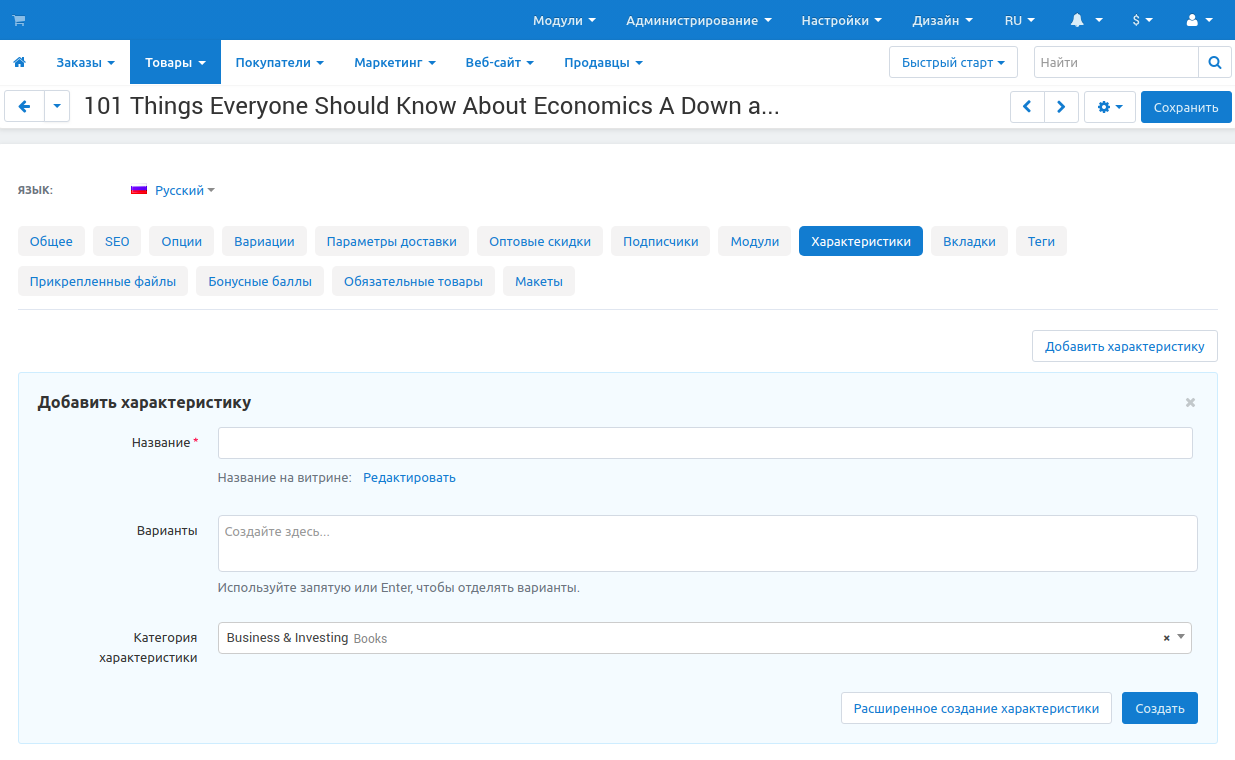 Модули Администрирование Настройки Дизайн RU $
Заказы Товары Покупатели Маркетинг Веб-сайт Продавцы Быстрый старт Найти
101 Things Everyone Should Know About Economics A Down a... Сохранить
ЯЗЫК: Русский
Общее SEO Опции Вариации Параметры доставки Оптовые скидки Подписчики Модули Характеристики Вкладки Теги
Прикрепленные файлы Бонусные баллы Обязательные товары Макеты
Добавить характеристику
Добавить характеристику
Название *
Название на витрине: Редактировать
Варианты Создайте здесь...
Используйте запятую или Enter, чтобы отделять варианты.
Категория Business & Investing Books
характеристики
Расширенное создание характеристики Создать